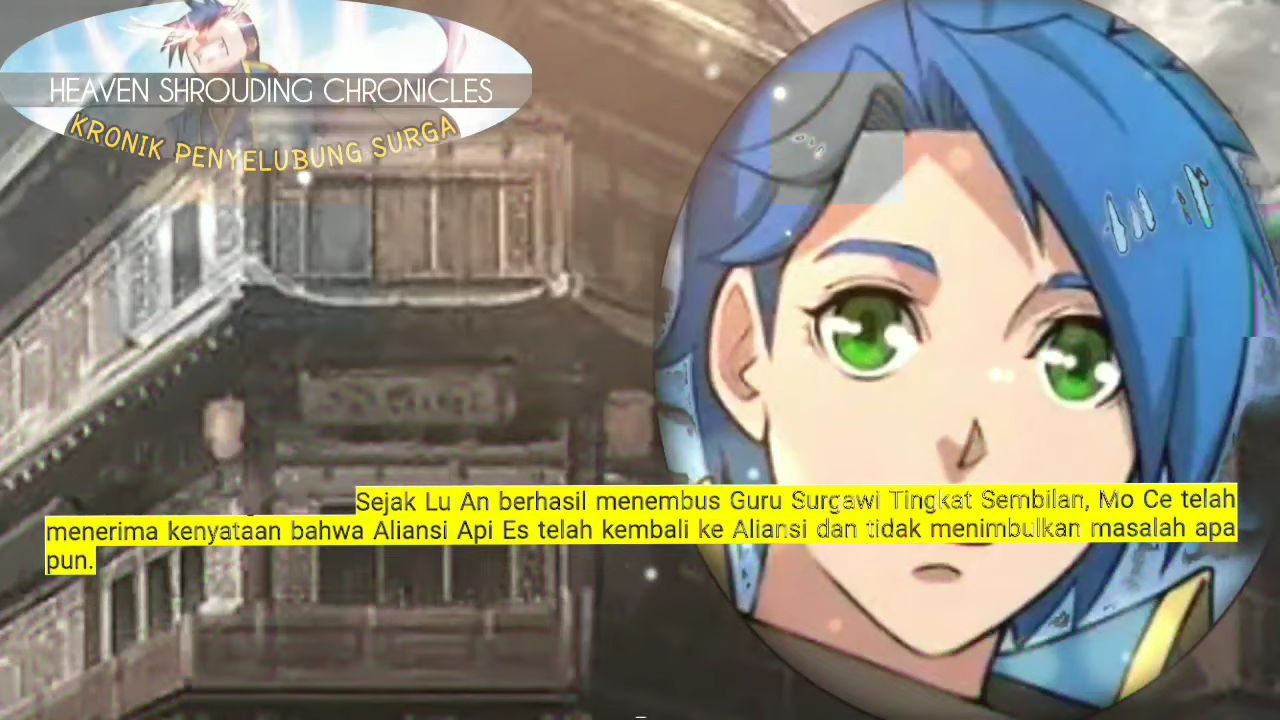 HEAVEN SHROUDING CHRONICLES
KRONIK PENYELUBUNG SURGA
Sejak Lu An berhasil menembus Guru Surgawi Tingkat Sembilan, Mo Ce telah
menerima kenyataan bahwa Aliansi Api Es telah kembali ke Aliansi dan tidak menimbulkan masalah apa
pun.